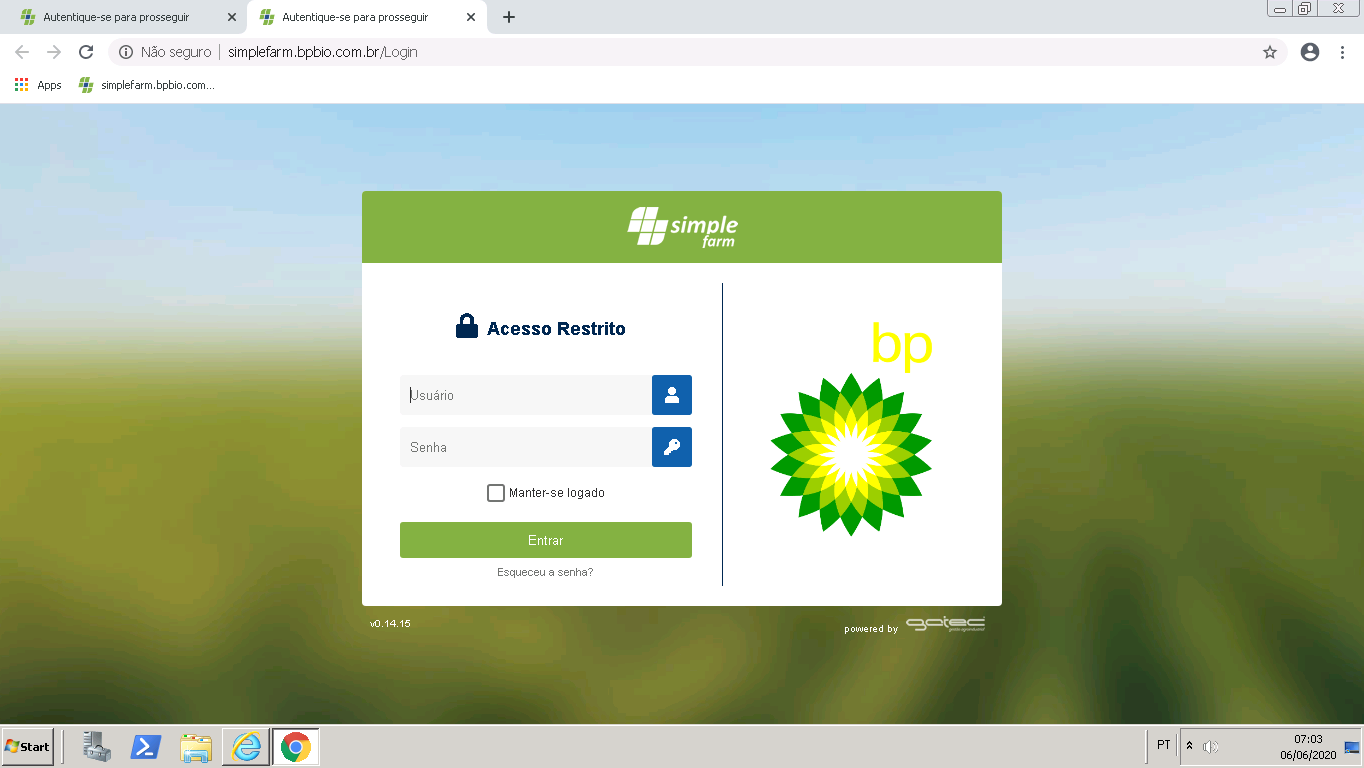 Autentique-se para prosseguir
Autentique-se para prosseguir
Não seguro
simplefarm.bpbio.com.br/Login
Apps
simplefarm.bpbio.com...
simple
farm
Acesso Restrito
bp
Usuário
Senha
Manter-se logado
Entrar
Esqueceu a senha?
v0.14.15
powered by gatec
Start
PT
07:03
06/06/2020